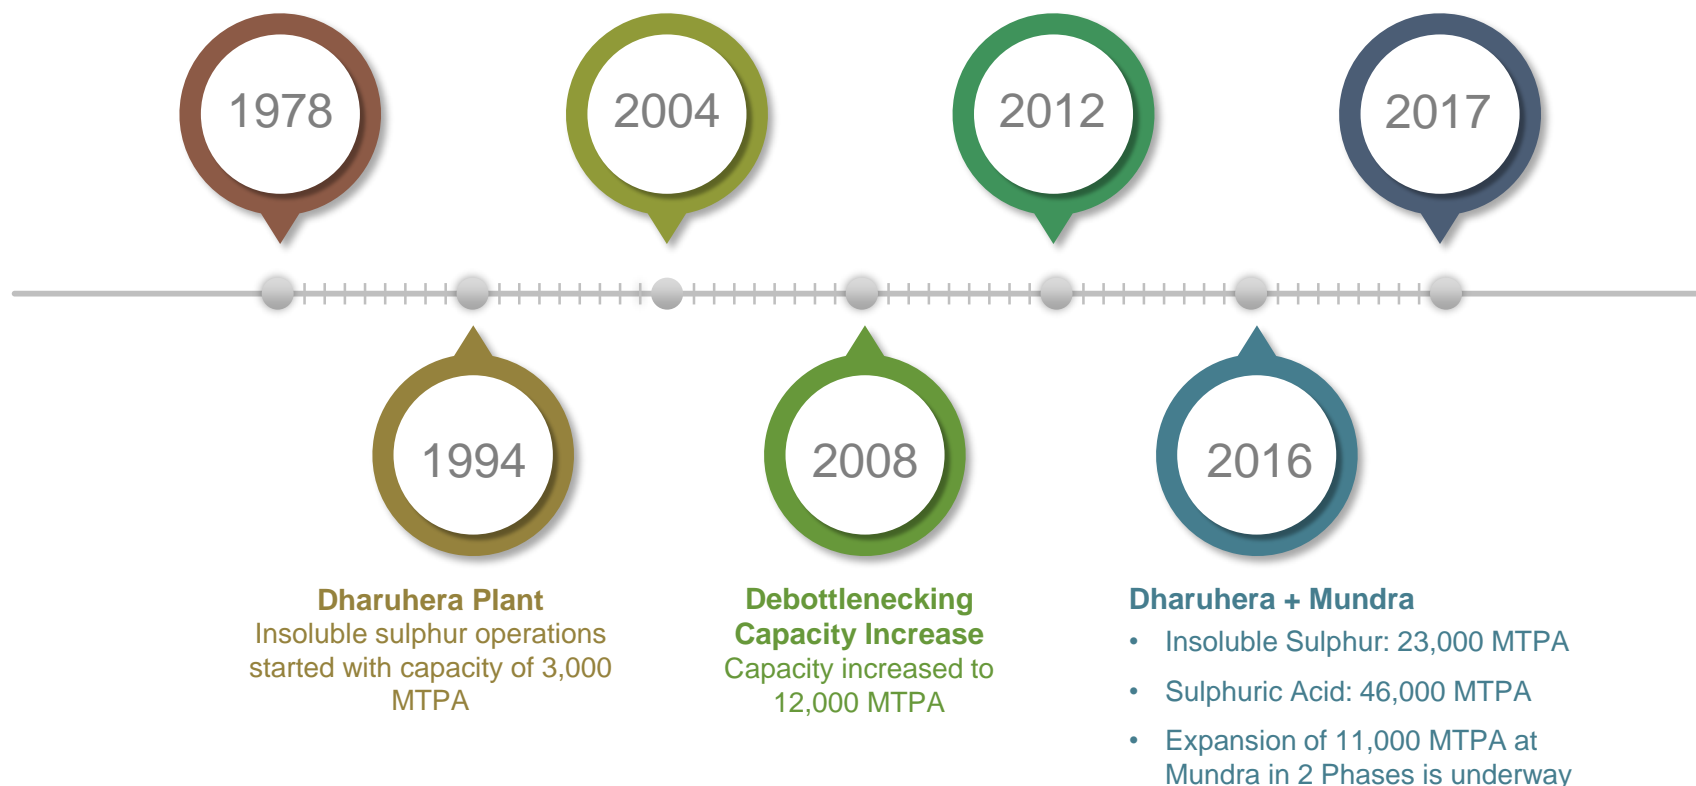 1978
2004
2012
2017
1994
2008
2016
Dharuhera Plant
Insoluble sulphur operations
started with capacity of 3,000
MTPA
Debottlenecking
Capacity Increase
Capacity increased to
12,000 MTPA
Dharuhera + Mundra
• Insoluble Sulphur: 23,000 MTPA
• Sulphuric Acid: 46,000 MTPA
• Expansion of 11,000 MTPA at
Mundra in 2 Phases is underway